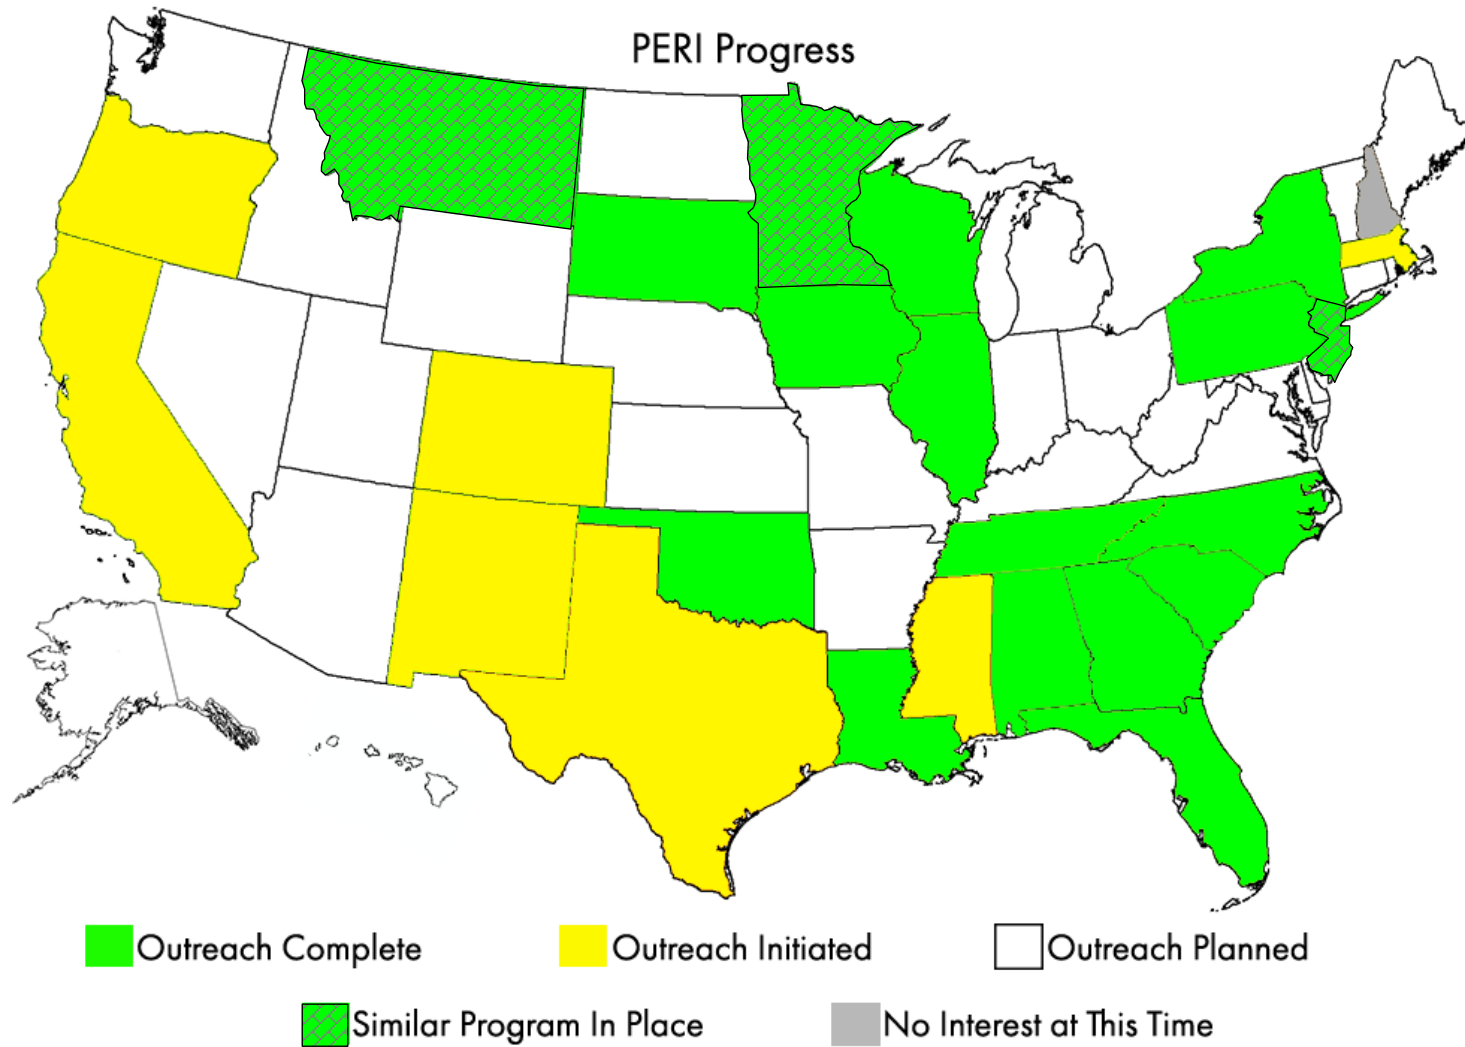 PERI Progress
Outreach Complete
Outreach Initiated
Outreach Planned
Similar Program In Place
No Interest at This Time